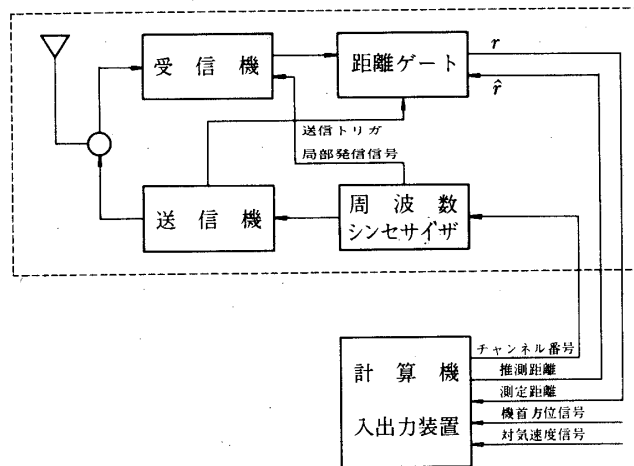 受信機
距離ゲート
r
r̂
送信トリガ
局部発信信号
送信機
周波数
シンセサイザ
チャンネル番号
計算機
入出力装置
推測距離
測定距離
機首方位信号
対気速度信号